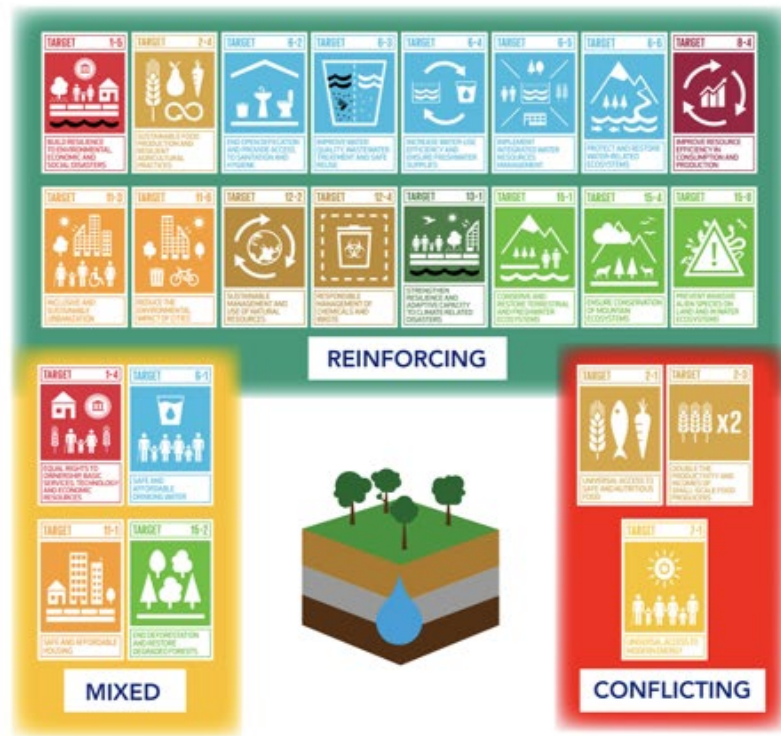 TARGET 1-5
BUILD RESILIENCE
TO ENVIRONMENTAL,
ECONOMIC AND
SOCIAL DISASTERS
TARGET 2-4
SUSTAINABLE FOOD
PRODUCTION AND
RESILIENT
AGRICULTURAL
PRACTICES
TARGET 6-2
END OPEN DEFECATION
AND PROVIDE ACCESS
TO SANITATION AND
HYGIENE
TARGET 6-3
IMPROVE WATER
QUALITY, WASTEWATER
TREATMENT AND SAFE
REUSE
TARGET 6-4
INCREASE WATER-USE
EFFICIENCY AND
ENSURE FRESHWATER
SUPPLIES
TARGET 6-5
IMPLEMENT
INTEGRATED WATER
RESOURCES
MANAGEMENT
TARGET 6-6
PROTECT AND RESTORE
WATER-RELATED
ECOSYSTEMS
TARGET 8-4
IMPROVE RESOURCE
EFFICIENCY IN
CONSUMPTION AND
PRODUCTION
TARGET 11-3
INCLUSIVE AND
SUSTAINABLE
URBANIZATION
TARGET 11-6
REDUCE THE
ENVIRONMENTAL
IMPACT OF CITIES
TARGET 12-2
SUSTAINABLE
MANAGEMENT AND
USE OF NATURAL
RESOURCES
TARGET 12-4
RESPONSIBLE
MANAGEMENT OF
CHEMICALS AND
WASTE
TARGET 13-1
STRENGTHEN
RESILIENCE AND
ADAPTIVE CAPACITY
TO CLIMATE RELATED
DISASTERS
TARGET 15-1
CONSERVE AND
RESTORE TERRESTRIAL
AND FRESHWATER
ECOSYSTEMS
TARGET 15-4
ENSURE CONSERVATION
OF MOUNTAIN
ECOSYSTEMS
TARGET 15-8
PREVENT INVASIVE
ALIEN SPECIES ON
LAND AND IN WATER
ECOSYSTEMS
REINFORCING
TARGET 1-4
EQUAL RIGHTS TO
OWNERSHIP, BASIC
SERVICES, TECHNOLOGY
AND ECONOMIC
RESOURCES
TARGET 6-1
SAFE AND
AFFORDABLE
DRINKING WATER
TARGET 11-1
SAFE AND AFFORDABLE
HOUSING
TARGET 15-2
END DEFORESTATION
AND RESTORE
DEGRADED FORESTS
MIXED
TARGET 2-1
UNIVERSAL ACCESS TO
SAFE AND NUTRITIOUS
FOOD
TARGET 2-3
x2
DOUBLE THE
PRODUCTIVITY AND
INCOMES OF
SMALL-SCALE FOOD
PRODUCERS
TARGET 7-1
UNIVERSAL ACCESS TO
MODERN ENERGY
CONFLICTING